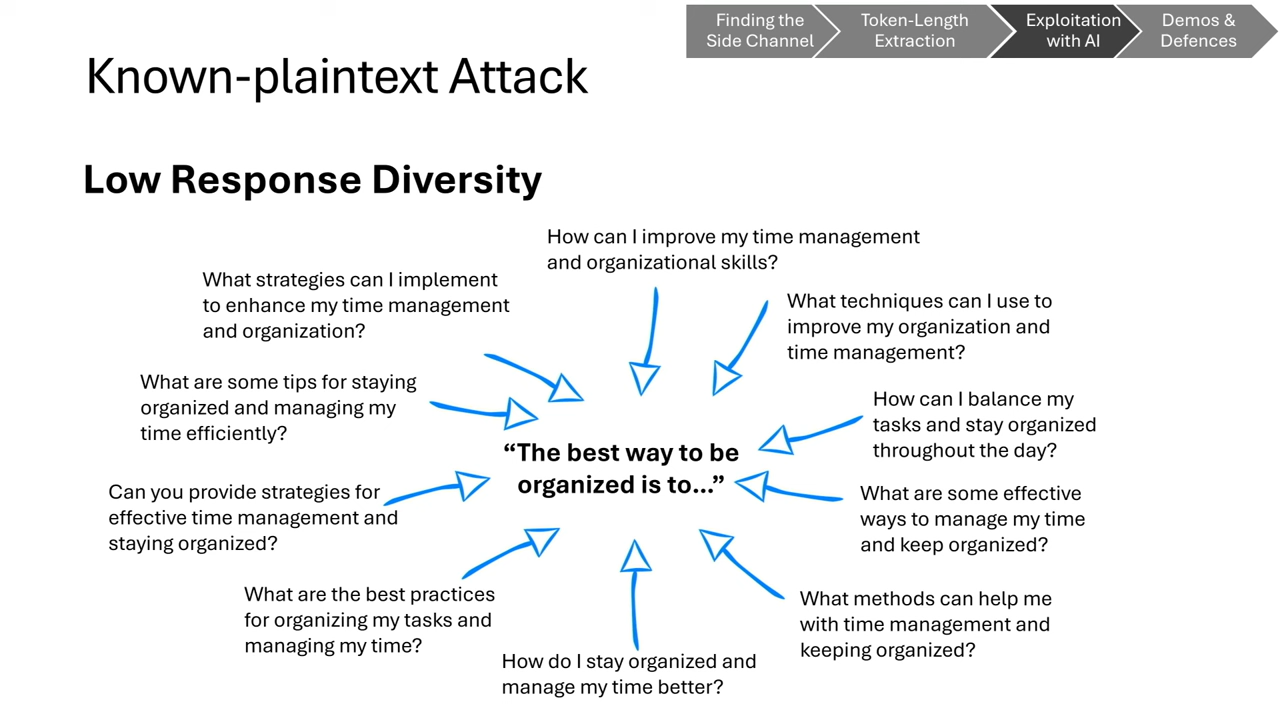 Finding the
Side Channel
Token-Length
Extraction
Exploitation
with AI
Demos &
Defences
Known-plaintext Attack
Low Response Diversity
How can I improve my time management
and organizational skills?
What strategies can I implement
to enhance my time management
and organization?
What techniques can I use to
improve my organization and
time management?
What are some tips for staying
organized and managing my
time efficiently?
How can I balance my
tasks and stay organized
throughout the day?
“The best way to be
organized is to...”
Can you provide strategies for
effective time management and
staying organized?
What are some effective
ways to manage my time
and keep organized?
What are the best practices
for organizing my tasks and
managing my time?
What methods can help me
with time management and
keeping organized?
How do I stay organized and
manage my time better?